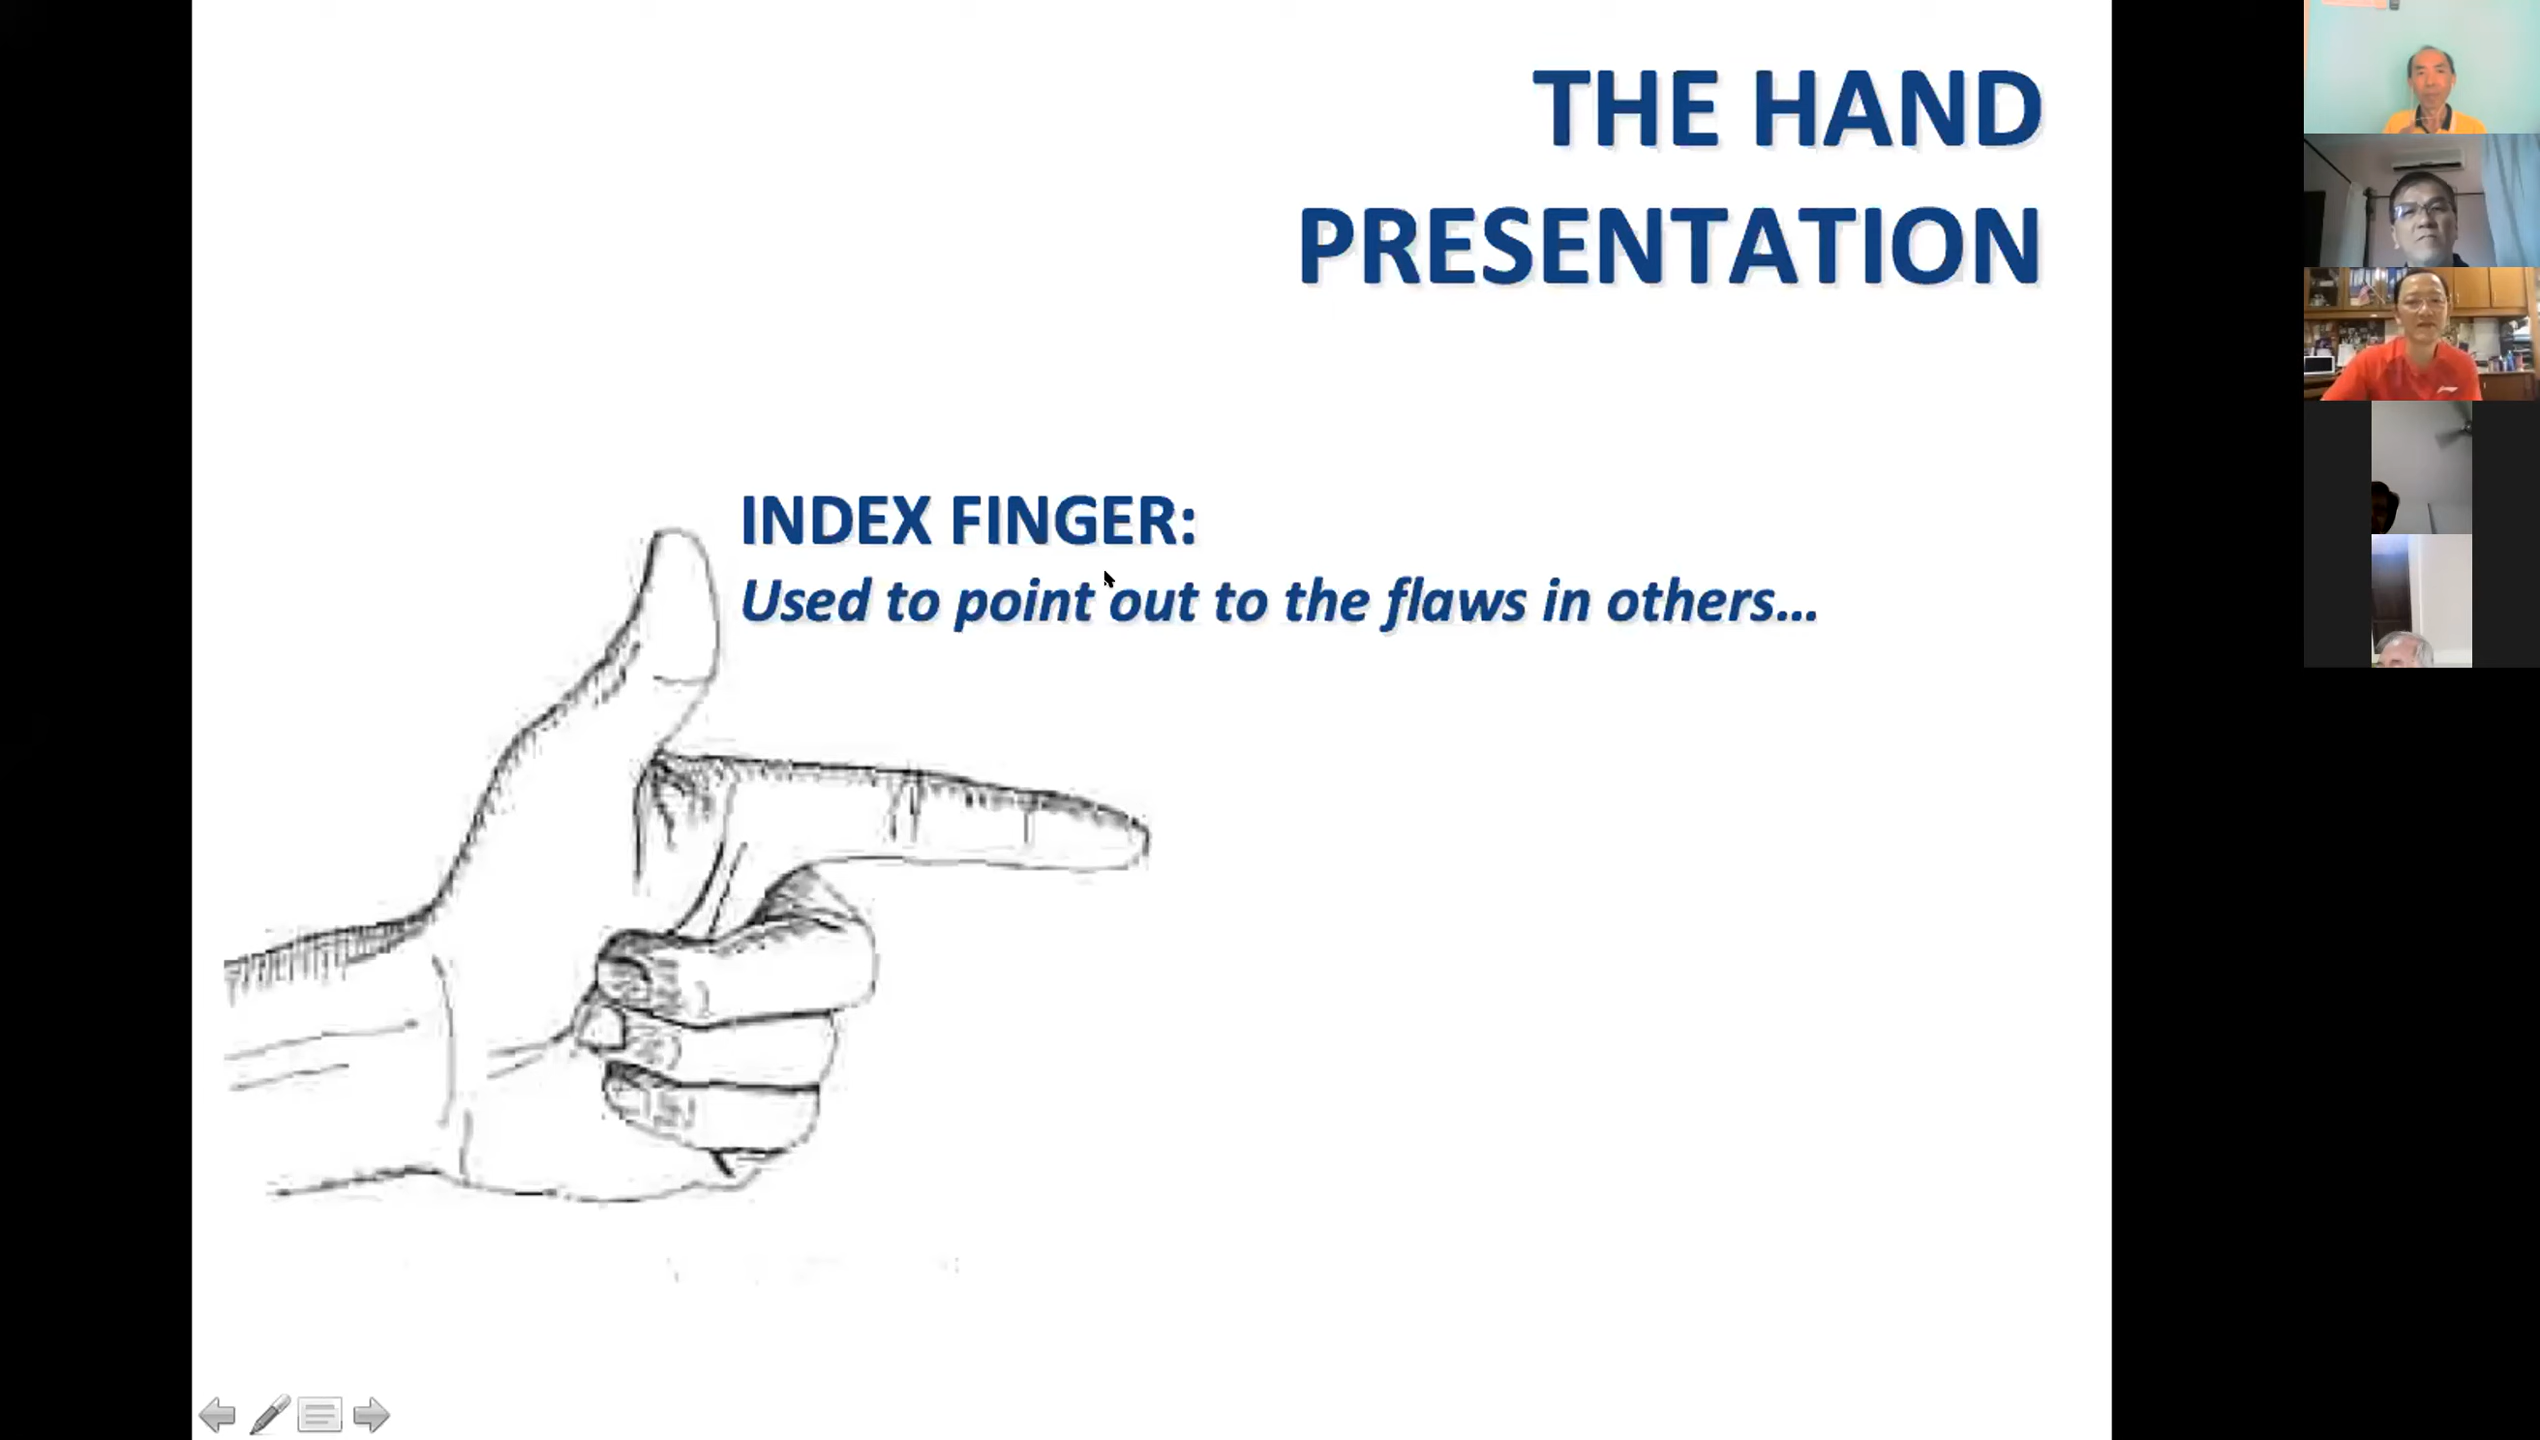 THE HAND
PRESENTATION
INDEX FINGER:
Used to point out to the flaws in others...